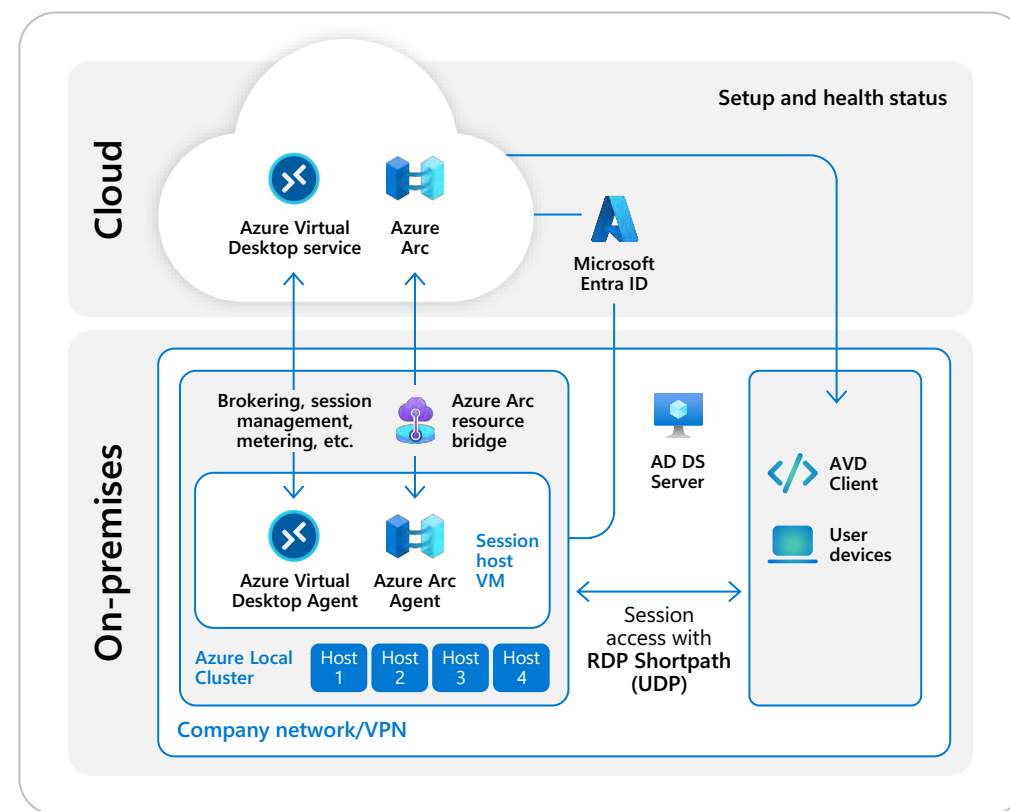 Setup and health status
Cloud
Azure Virtual
Desktop service
Azure
Arc
Microsoft
Entra ID
On-premises
Brokering, session
management,
metering, etc.
Azure Arc
resource
bridge
AD DS
Server
AVD
Client
User
devices
Azure Virtual
Desktop Agent
Azure Arc
Agent
Session
host
VM
Session
access with
RDP Shortpath
(UDP)
Azure Local
Cluster
Host
1
Host
2
Host
3
Host
4
Company network/VPN